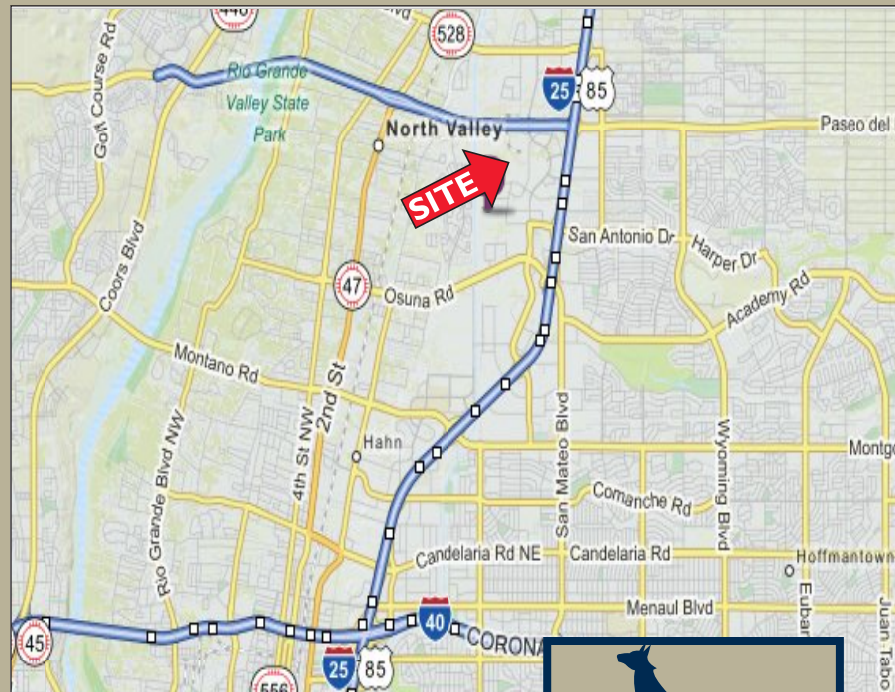 448
Blvd
528
Golf Course Rd
Rio Grande
Valley State
Park
25
85
North Valley
Paseo del
SITE
San Antonio Dr
Harper Dr
Coors Blvd
47
Osuna Rd
Academy Rd
Montano Rd
2nd St
4th St NW
Hahn
San Mateo Blvd
Wyoming Blvd
Montgo
Rio Grande Blvd NW
Comanche Rd
Candelaria Rd NE
Candelaria Rd
Hoffmantown
Menaul Blvd
Eubar
Juan Tabo
40
CORONA
45
25
85
556